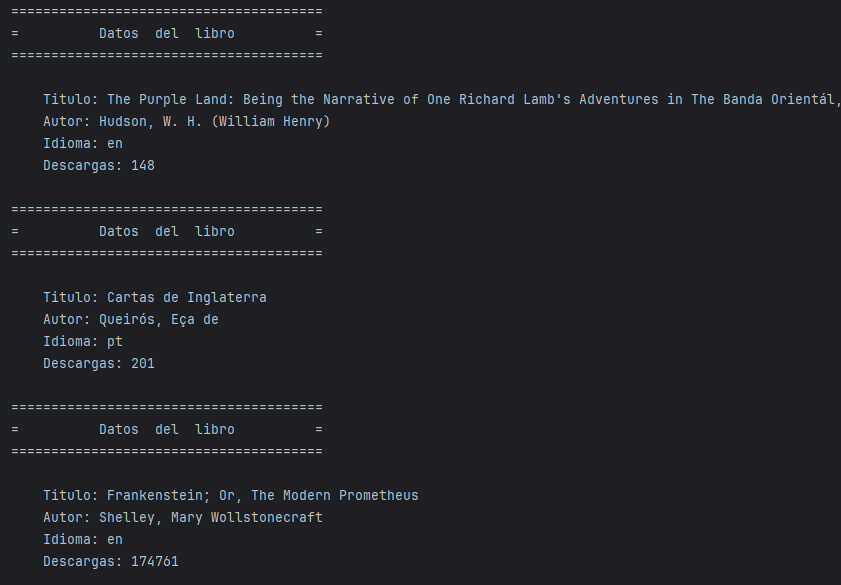 =======================================
=          Datos  del  libro          =
=======================================
Titulo: The Purple Land: Being the Narrative of One Richard Lamb's Adventures in The Banda Orientál,
Autor: Hudson, W. H. (William Henry)
Idioma: en
Descargas: 148
=======================================
=          Datos  del  libro          =
=======================================
Titulo: Cartas de Inglaterra
Autor: Queirós, Eça de
Idioma: pt
Descargas: 201
=======================================
=          Datos  del  libro          =
=======================================
Titulo: Frankenstein; Or, The Modern Prometheus
Autor: Shelley, Mary Wollstonecraft
Idioma: en
Descargas: 174761